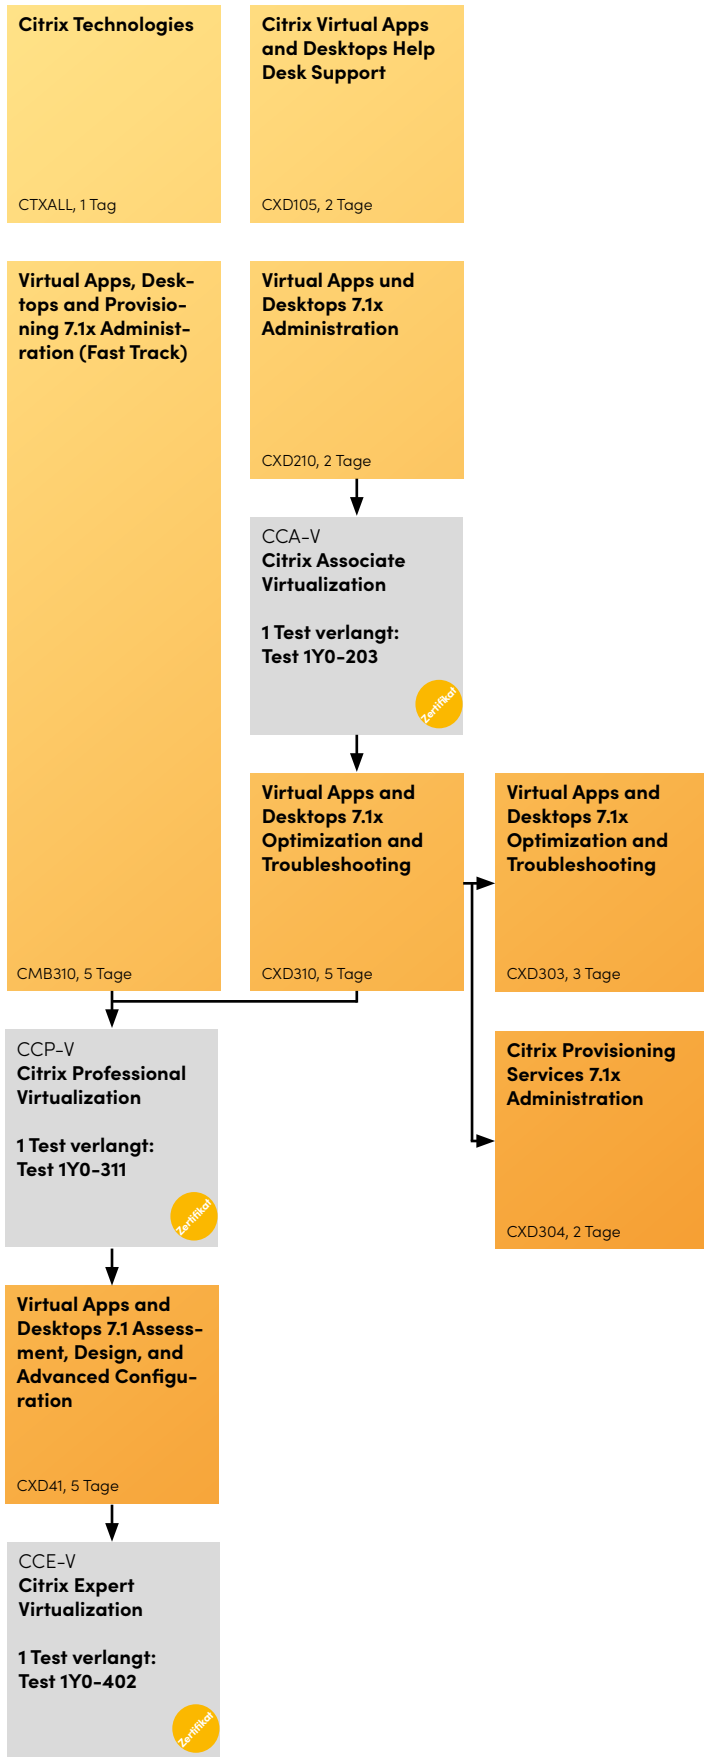 Citrix Technologies
CTXALL, 1 Tag
Citrix Virtual Apps
and Desktops Help
Desk Support
CXD105, 2 Tage
Virtual Apps, Desk-
tops and Provisio-
ning 7.1x Administ-
ration (Fast Track)
CMB310, 5 Tage
Virtual Apps und
Desktops 7.1x
Administration
CXD210, 2 Tage
CCA-V
Citrix Associate
Virtualization
1 Test verlangt:
Test 1Y0-203
Zertifikat
Virtual Apps and
Desktops 7.1x
Optimization and
Troubleshooting
CXD310, 5 Tage
Virtual Apps and
Desktops 7.1x
Optimization and
Troubleshooting
CXD303, 3 Tage
CCP-V
Citrix Professional
Virtualization
1 Test verlangt:
Test 1Y0-311
Zertifikat
Citrix Provisioning
Services 7.1x
Administration
CXD304, 2 Tage
Virtual Apps and
Desktops 7.1 Assess-
ment, Design, and
Advanced Configu-
ration
CXD41, 5 Tage
CCE-V
Citrix Expert
Virtualization
1 Test verlangt:
Test 1Y0-402
Zertifikat